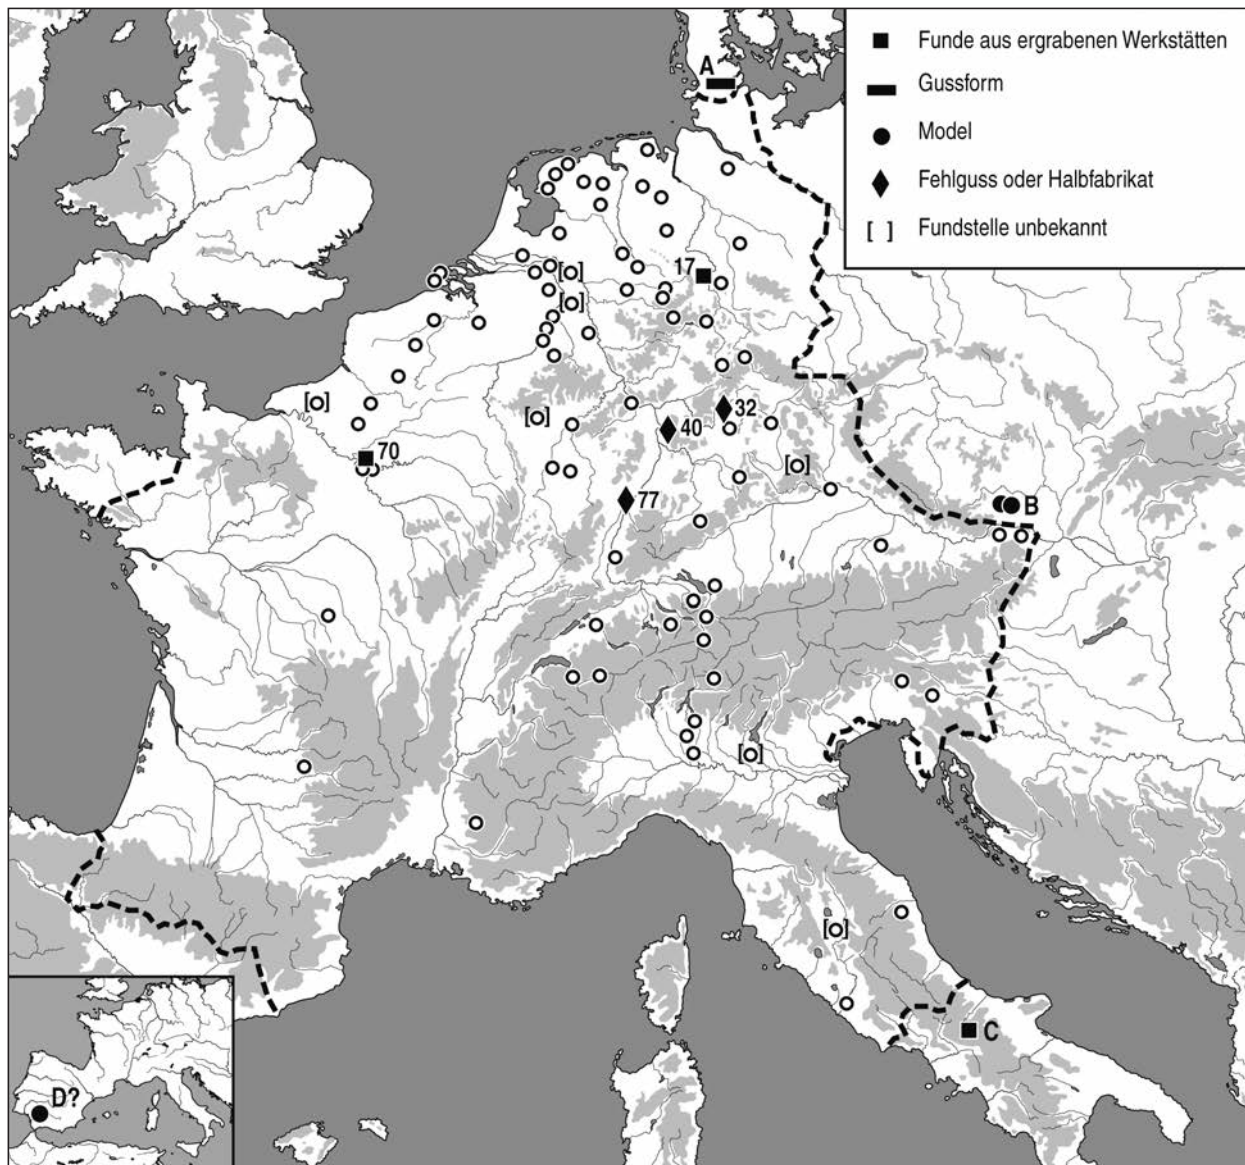 Funde aus ergrabenen Werkstätten
Gussform
Model
Fehlguss oder Halbfabrikat
[ ] Fundstelle unbekannt
A
17
[ ]
[ ]
[ ]
[ ]
32
40
70
[ ]
77
B
[ ]
[ ]
C
D?